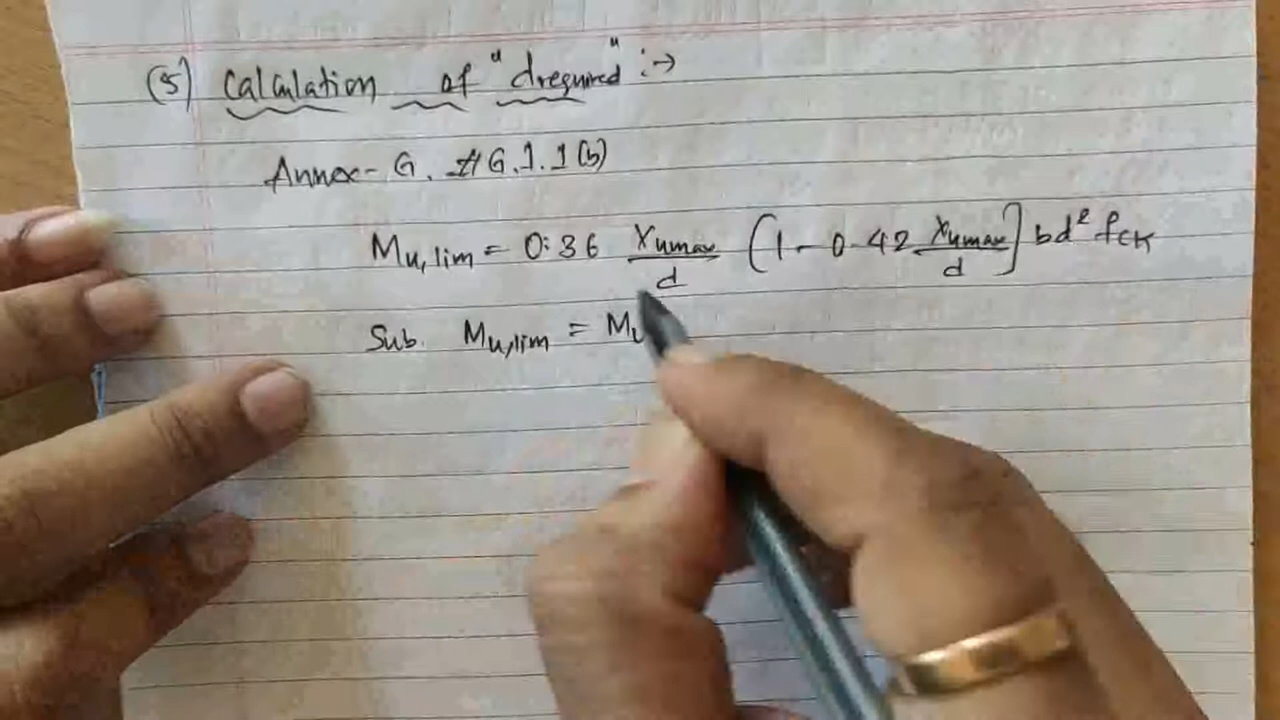 (5) Calculation of "drequired" :→
Annex - G. # G.1.1(b)
Mu,lim = 0.36 xumax/d (1 - 0.42 xumax/d] bd² fck
Sub. Mu,lim = Mu